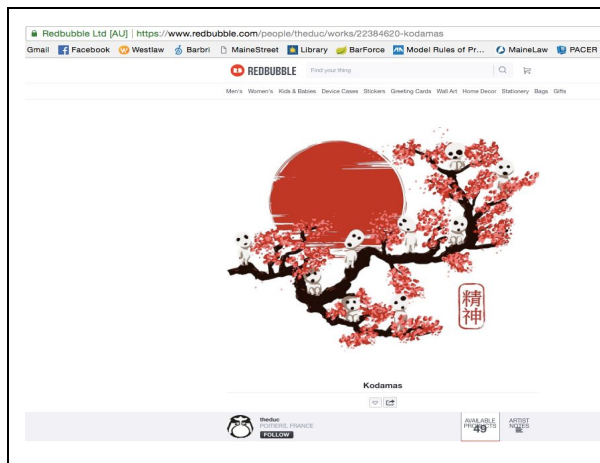 Redbubble Ltd [AU] | https://www.redbubble.com/people/theduc/works/22384620-kodamas
Gmail Facebook Westlaw Barbri MaineStreet Library BarForce Model Rules of Pr... MaineLaw PACER
RB REDBUBBLE Find your thing
Men's Women's Kids & Babies Device Cases Stickers Greeting Cards Wall Art Home Decor Stationery Bags Gifts
精
神
Kodamas
theduc
POITIERS, FRANCE
FOLLOW
AVAILABLE PRODUCTS
49
ARTIST NOTES